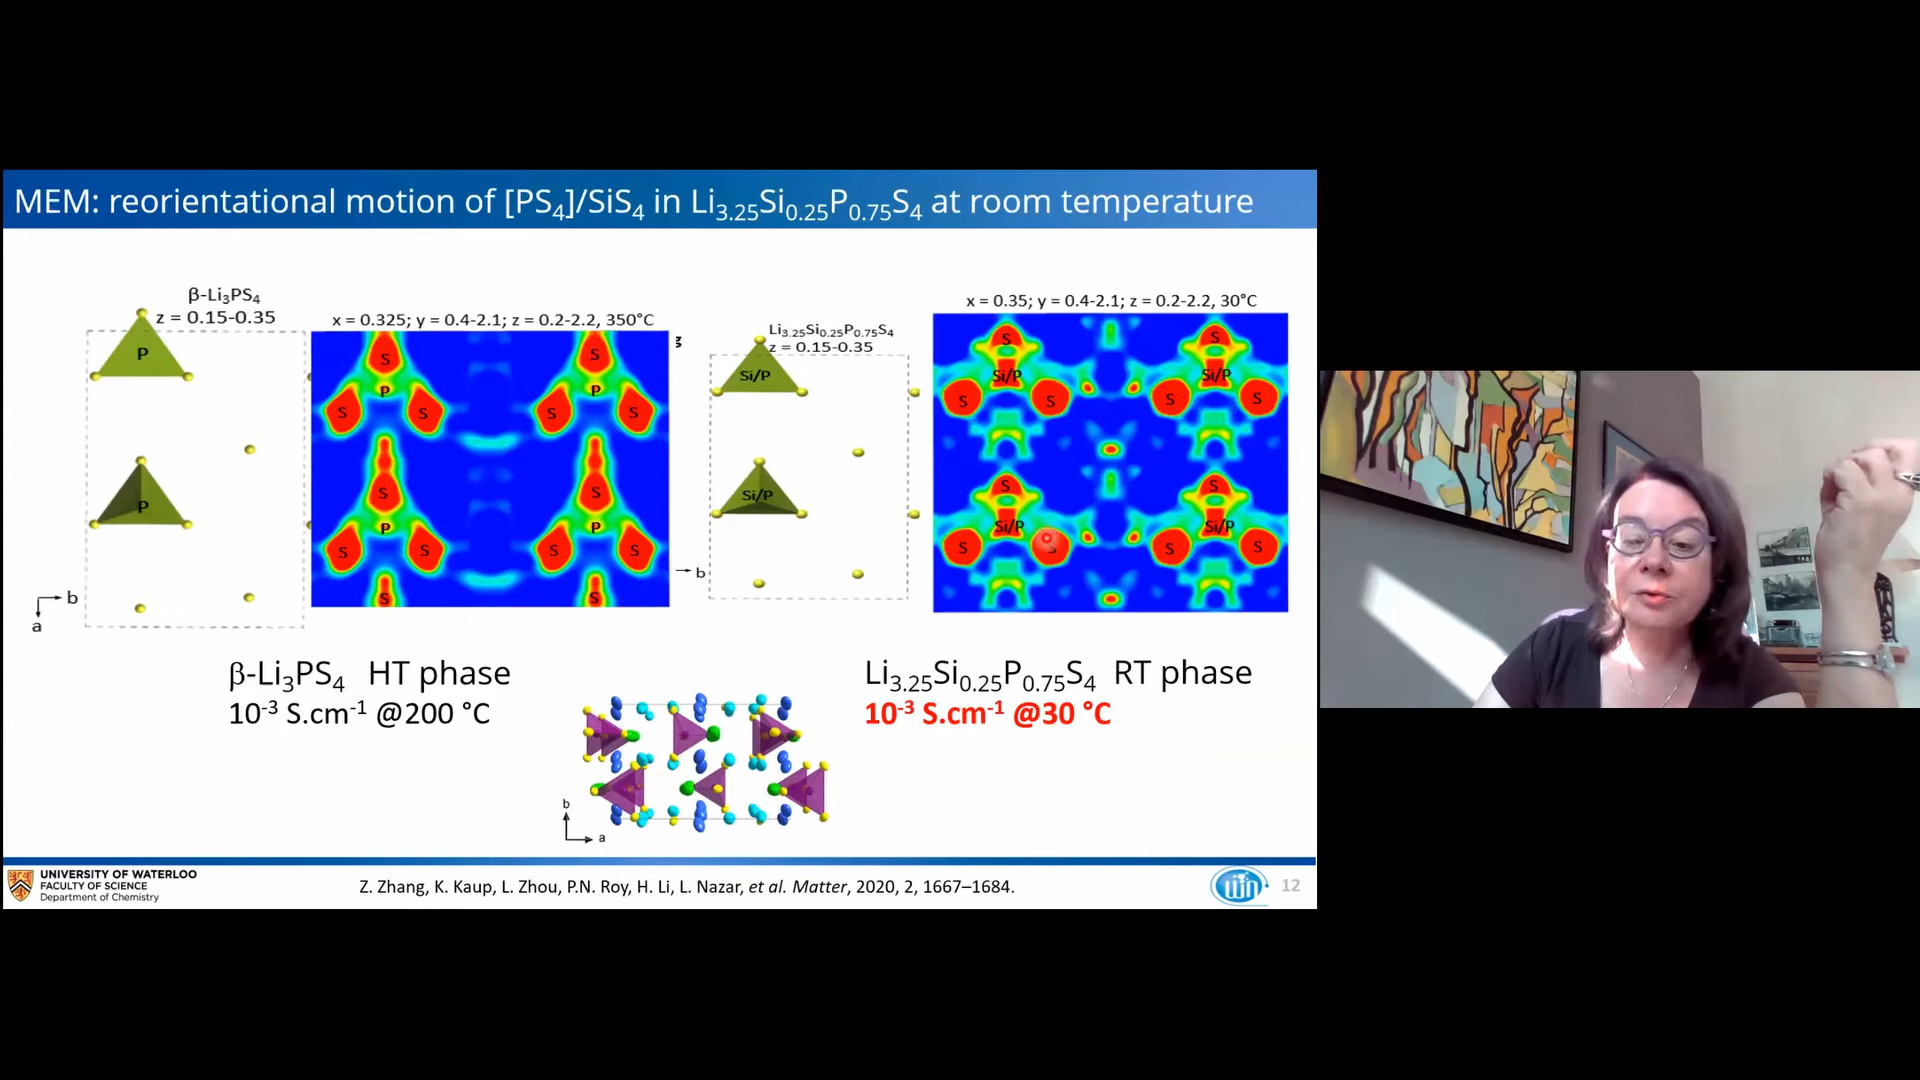 MEM: reorientational motion of [PS₄]/SiS₄ in Li₃.₂₅Si₀.₂₅P₀.₇₅S₄ at room temperature
β-Li₃PS₄
z = 0.15-0.35
P
P
b
a
x = 0.325; y = 0.4-2.1; z = 0.2-2.2, 350°C
S S
P P
S S S S
S S
P P
S S S S
S S
Li₃.₂₅Si₀.₂₅P₀.₇₅S₄
z = 0.15-0.35
Si/P
Si/P
b
x = 0.35; y = 0.4-2.1; z = 0.2-2.2, 30°C
S S
Si/P Si/P
S S S S
S S
Si/P Si/P
S S S S
β-Li₃PS₄ HT phase
10⁻³ S.cm⁻¹ @200 °C
Li₃.₂₅Si₀.₂₅P₀.₇₅S₄ RT phase
10⁻³ S.cm⁻¹ @30 °C
b
a
UNIVERSITY OF WATERLOO
FACULTY OF SCIENCE
Department of Chemistry
Z. Zhang, K. Kaup, L. Zhou, P.N. Roy, H. Li, L. Nazar, et al. Matter, 2020, 2, 1667–1684.
win
12